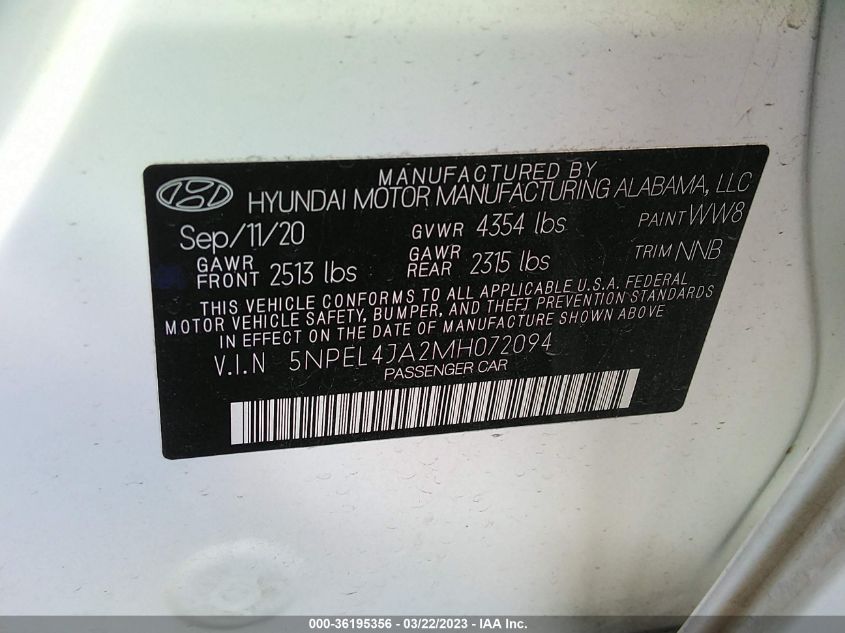 MANUFACTURED BY
HYUNDAI MOTOR MANUFACTURING ALABAMA, LLC
Sep/11/20 GVWR 4354 lbs PAINT WW8
GAWR FRONT 2513 lbs GAWR REAR 2315 lbs TRIM NNB
THIS VEHICLE CONFORMS TO ALL APPLICABLE U.S.A. FEDERAL
MOTOR VEHICLE SAFETY, BUMPER, AND THEFT PREVENTION STANDARDS
IN EFFECT ON THE DATE OF MANUFACTURE SHOWN ABOVE
V.I.N 5NPEL4JA2MH072094
PASSENGER CAR
000-36195356 - 03/22/2023 - IAA Inc.